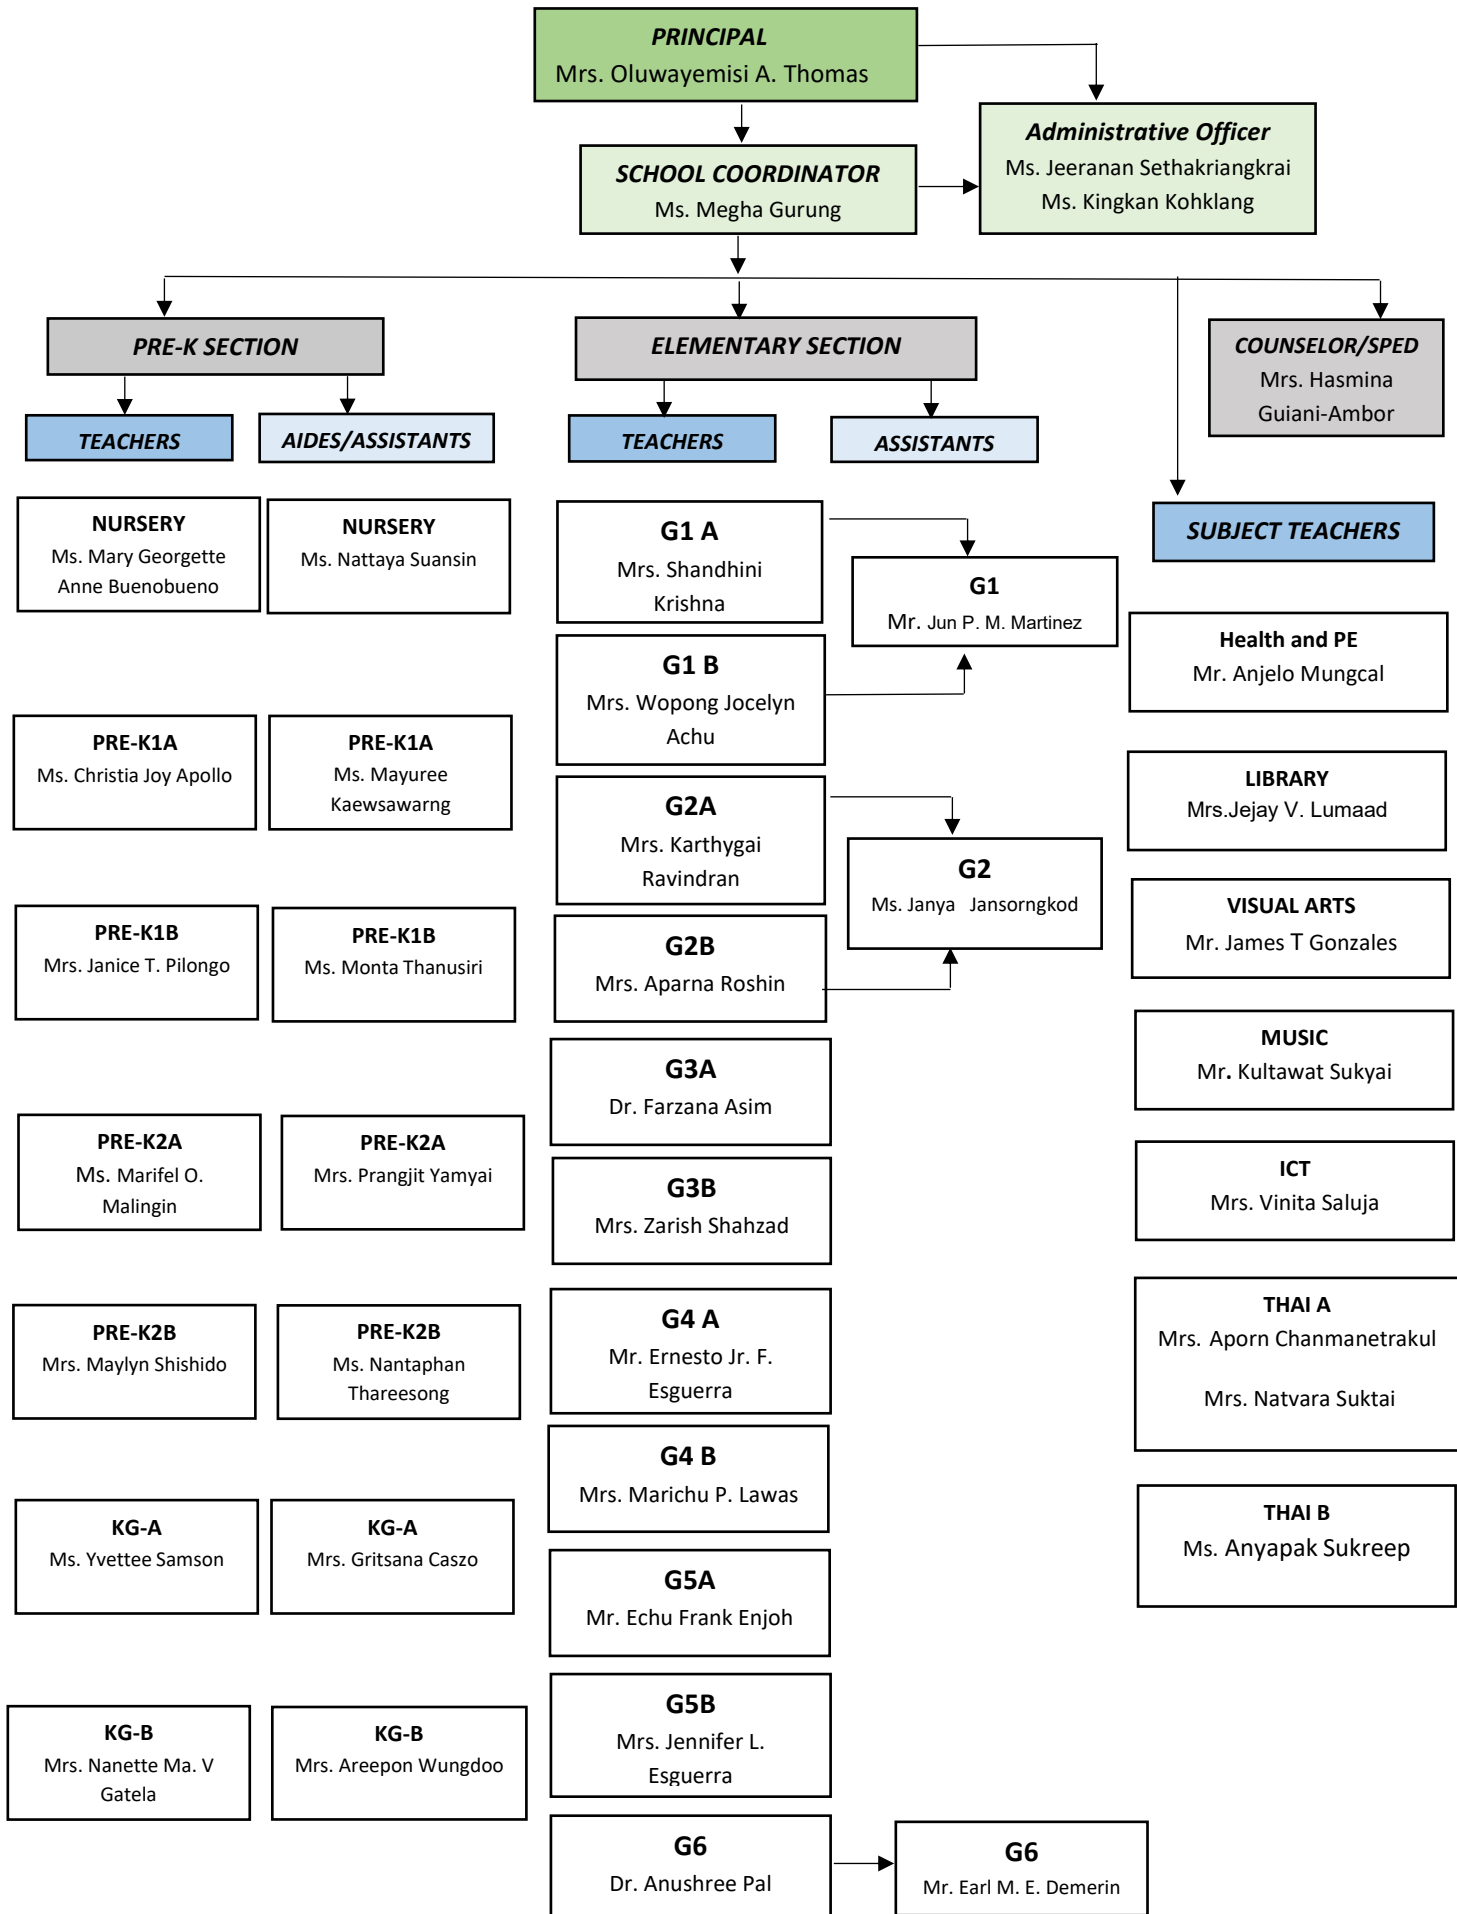 PRINCIPAL
Mrs. Oluwayemisi A. Thomas
Administrative Officer
Ms. Jeeranan Sethakriangkrai
Ms. Kingkan Kohklang
SCHOOL COORDINATOR
Ms. Megha Gurung
PRE-K SECTION
ELEMENTARY SECTION
COUNSELOR/SPED
Mrs. Hasmina
Guiani-Ambor
TEACHERS
AIDES/ASSISTANTS
TEACHERS
ASSISTANTS
SUBJECT TEACHERS
NURSERY
Ms. Mary Georgette
Anne Buenobueno
NURSERY
Ms. Nattaya Suansin
PRE-K1A
Ms. Christia Joy Apollo
PRE-K1A
Ms. Mayuree
Kaewsawarng
PRE-K1B
Mrs. Janice T. Pilongo
PRE-K1B
Ms. Monta Thanusiri
PRE-K2A
Ms. Marifel O.
Malingin
PRE-K2A
Mrs. Prangjit Yamyai
PRE-K2B
Mrs. Maylyn Shishido
PRE-K2B
Ms. Nantaphan
Thareesong
KG-A
Ms. Yvettee Samson
KG-A
Mrs. Gritsana Caszo
KG-B
Mrs. Nanette Ma. V
Gatela
KG-B
Mrs. Areepon Wungdoo
G1 A
Mrs. Shandhini
Krishna
G1 B
Mrs. Wopong Jocelyn
Achu
G1
Mr. Jun P. M. Martinez
G2A
Mrs. Karthygai
Ravindran
G2B
Mrs. Aparna Roshin
G2
Ms. Janya Jansorngkod
G3A
Dr. Farzana Asim
G3B
Mrs. Zarish Shahzad
G4 A
Mr. Ernesto Jr. F.
Esguerra
G4 B
Mrs. Marichu P. Lawas
G5A
Mr. Echu Frank Enjoh
G5B
Mrs. Jennifer L.
Esguerra
G6
Dr. Anushree Pal
G6
Mr. Earl M. E. Demerin
Health and PE
Mr. Anjelo Mungcal
LIBRARY
Mrs.Jejay V. Lumaad
VISUAL ARTS
Mr. James T Gonzales
MUSIC
Mr. Kultawat Sukyai
ICT
Mrs. Vinita Saluja
THAI A
Mrs. Aporn Chanmanetrakul
Mrs. Natvara Suktai
THAI B
Ms. Anyapak Sukreep